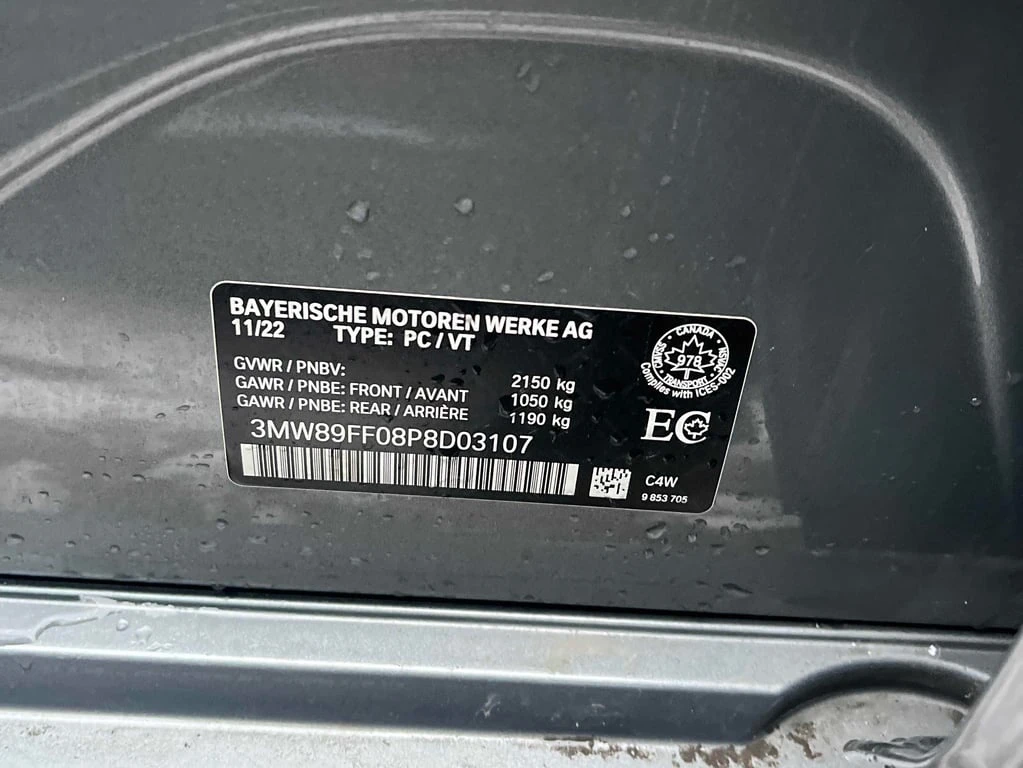 BAYERISCHE MOTOREN WERKE AG
11/22 TYPE: PC / VT
GVWR / PNBV: 2150 kg
GAWR / PNBE: FRONT / AVANT 1050 kg
GAWR / PNBE: REAR / ARRIÈRE 1190 kg
3MW89FF08P8D03107
CANADA
978
SMVSS · TRANSPORT · NSVAC
Complies with ICES-002
EC
C4W
9 853 705